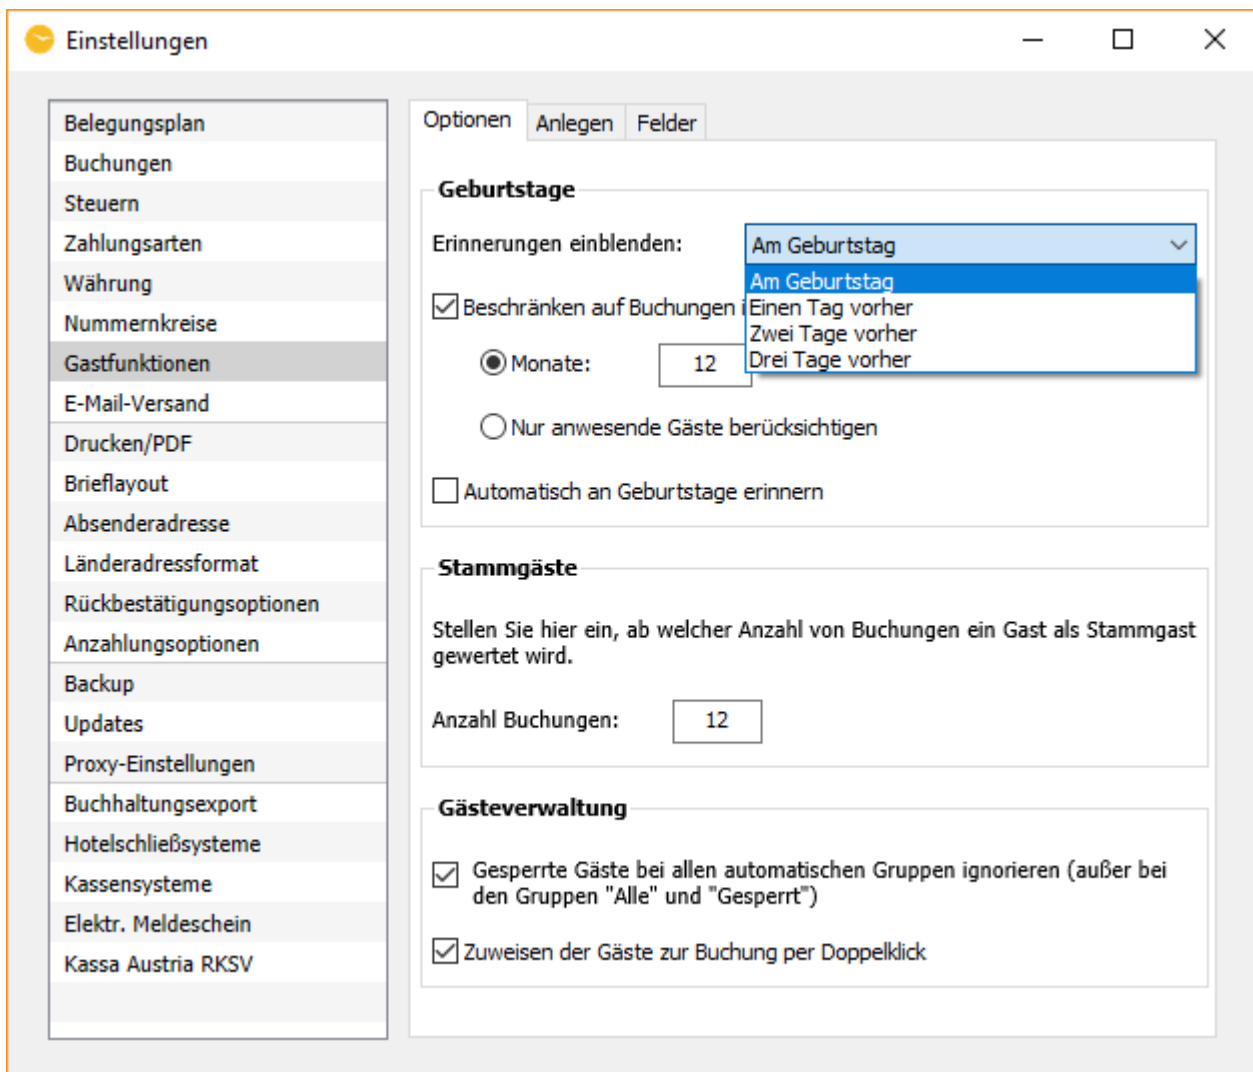 Einstellungen
Belegungsplan
Buchungen
Steuern
Zahlungsarten
Währung
Nummernkreise
Gastfunktionen
E-Mail-Versand
Drucken/PDF
Brieflayout
Absenderadresse
Länderadressformat
Rückbestätigungsoptionen
Anzahlungsoptionen
Backup
Updates
Proxy-Einstellungen
Buchhaltungsexport
Hotelschließsysteme
Kassensysteme
Elektr. Meldeschein
Kassa Austria RKSV
Optionen Anlegen Felder
Geburtstage
Erinnerungen einblenden: Am Geburtstag
Am Geburtstag
Beschränken auf Buchungen Einen Tag vorher
Zwei Tage vorher
Monate: 12 Drei Tage vorher
Nur anwesende Gäste berücksichtigen
Automatisch an Geburtstage erinnern
Stammgäste
Stellen Sie hier ein, ab welcher Anzahl von Buchungen ein Gast als Stammgast
gewertet wird.
Anzahl Buchungen: 12
Gästeverwaltung
Gesperrte Gäste bei allen automatischen Gruppen ignorieren (außer bei
den Gruppen "Alle" und "Gesperrt")
Zuweisen der Gäste zur Buchung per Doppelklick